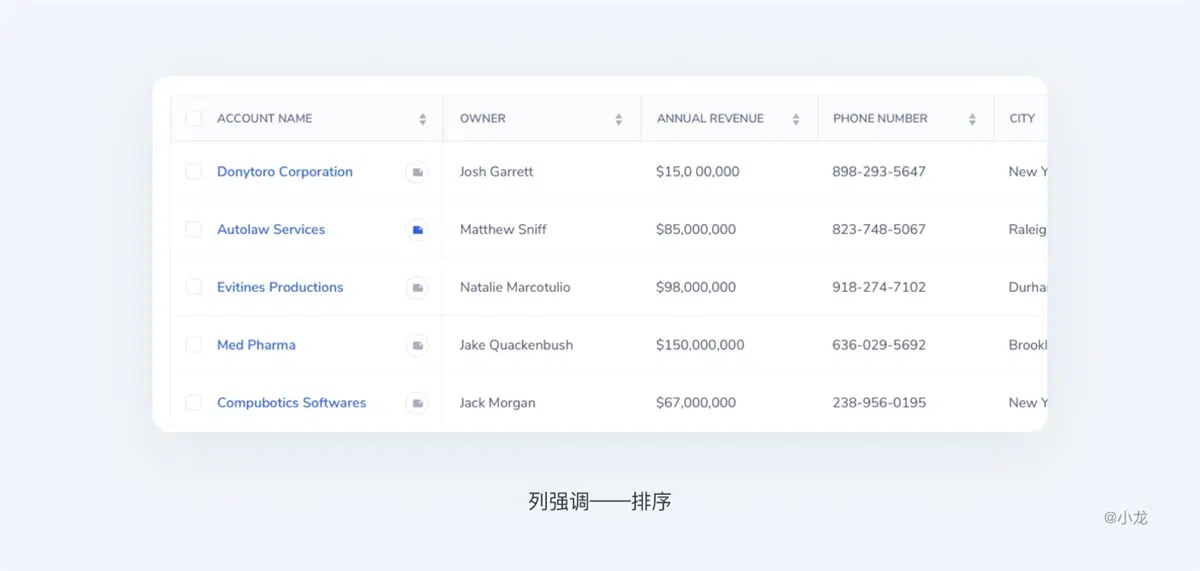 ACCOUNT NAME OWNER ANNUAL REVENUE PHONE NUMBER CITY
Donytoro Corporation Josh Garrett $15,0 00,000 898-293-5647 New Y
Autolaw Services Matthew Sniff $85,000,000 823-748-5067 Raleig
Evitines Productions Natalie Marcotulio $98,000,000 918-274-7102 Durha
Med Pharma Jake Quackenbush $150,000,000 636-029-5692 Brookl
Compubotics Softwares Jack Morgan $67,000,000 238-956-0195 New Y
列强调——排序
@小龙